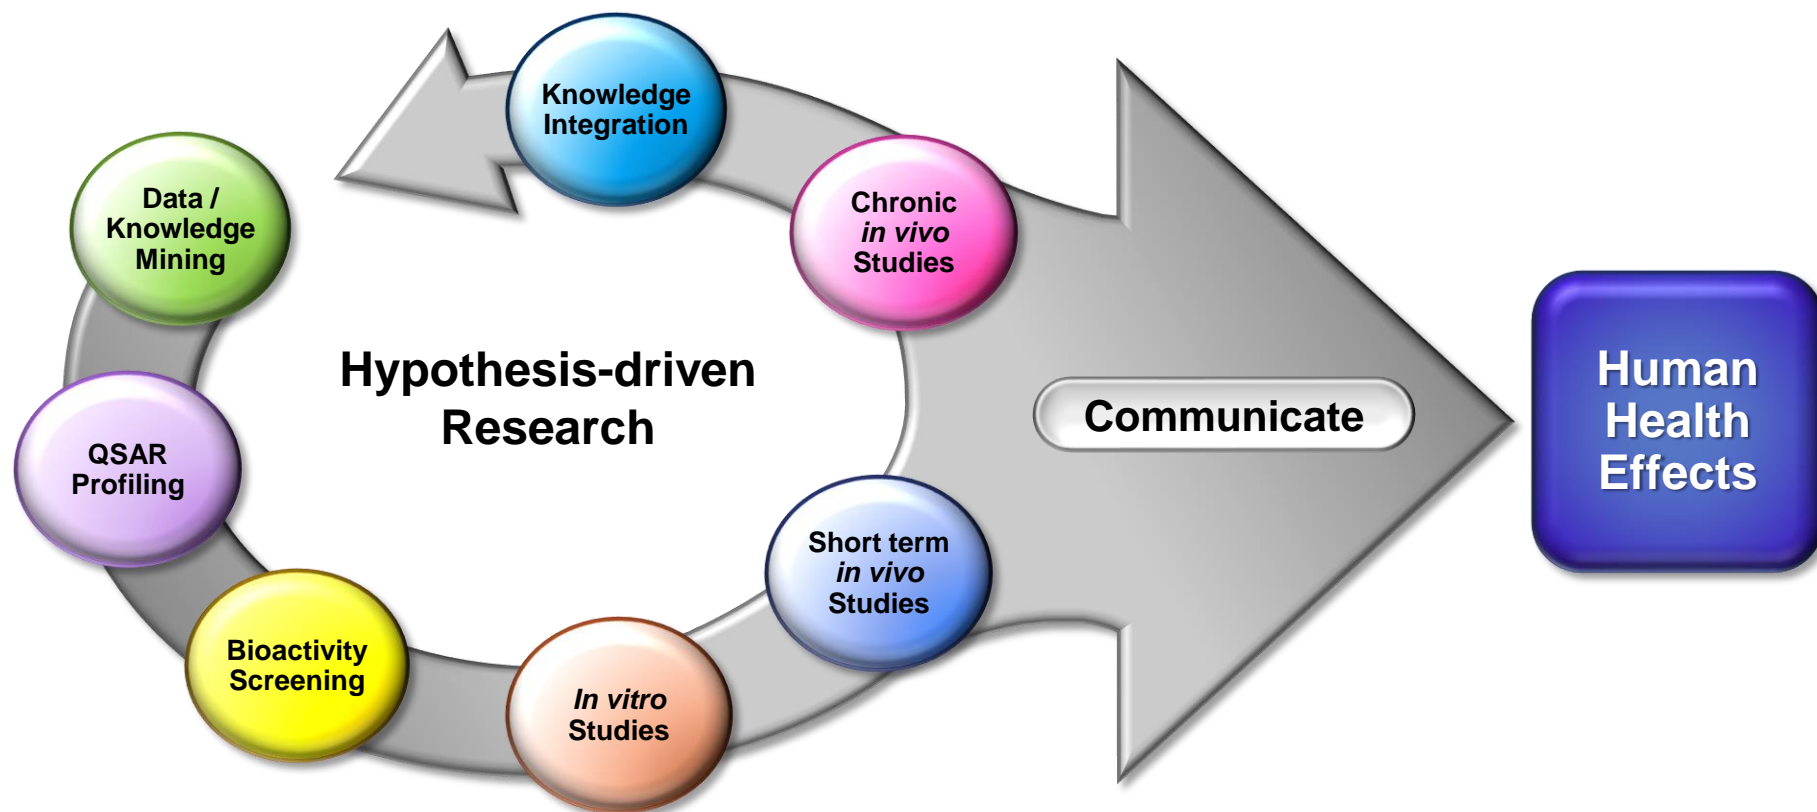 Knowledge
Integration
Data /
Knowledge
Mining
Chronic
in vivo
Studies
Hypothesis-driven
Research
Communicate
Human
Health
Effects
QSAR
Profiling
Short term
in vivo
Studies
Bioactivity
Screening
In vitro
Studies